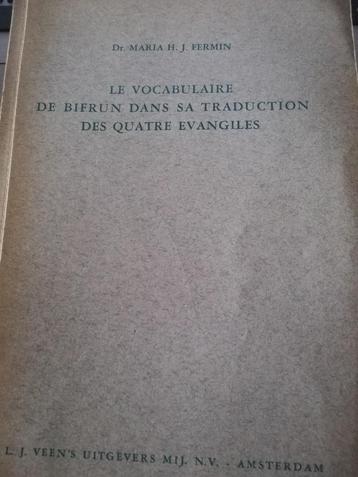 Dr. MARIA H. J. FERMIN
LE VOCABULAIRE
DE BIFRUN DANS SA TRADUCTION
DES QUATRE EVANGILES
L. J. VEEN'S UITGEVERS MIJ. N.V. - AMSTERDAM